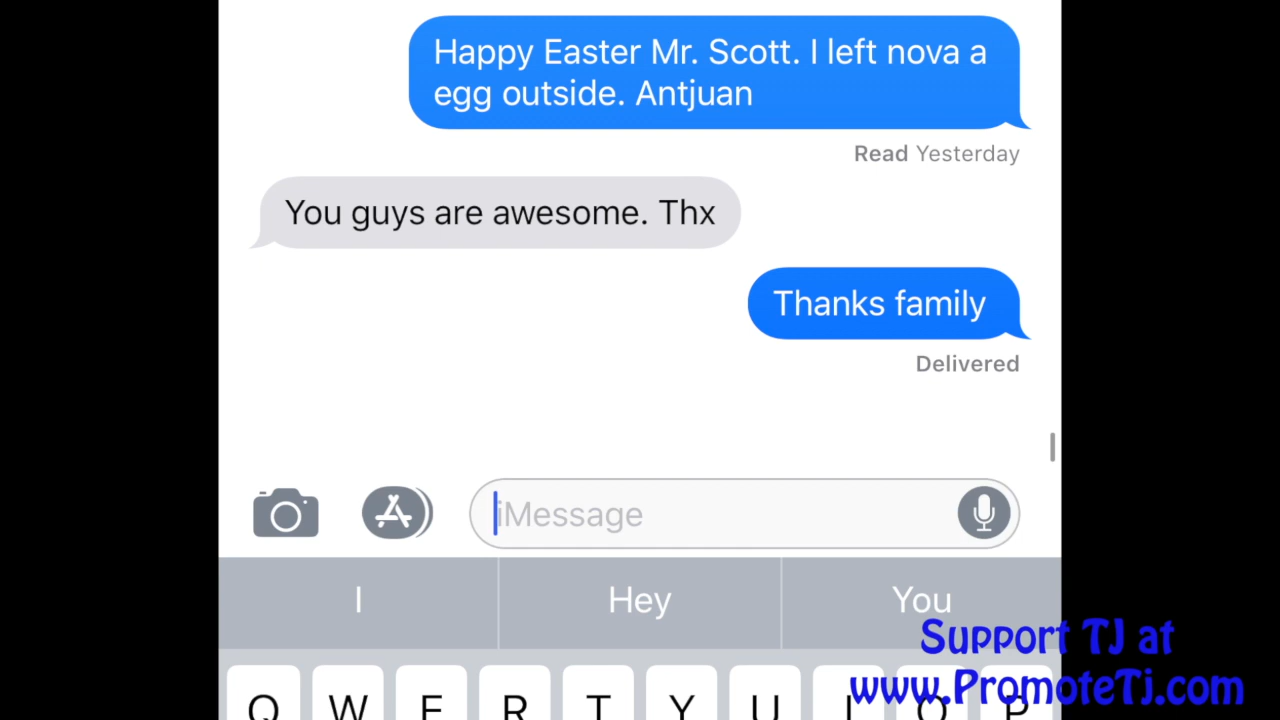 Happy Easter Mr. Scott. I left nova a
egg outside. Antjuan
Read Yesterday
You guys are awesome. Thx
Thanks family
Delivered
iMessage
I Hey You
Support TJ at
www.PromoteTj.com
Q W E R T Y U I O P